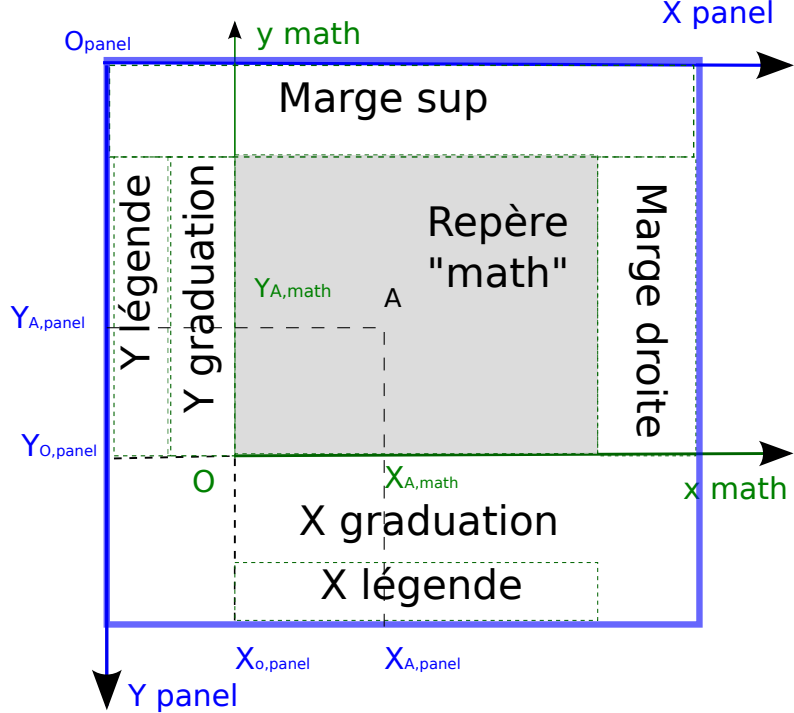 X panel
Opanel
y math
Marge sup
Y légende
Y graduation
Repère
"math"
Marge droite
YA,math
A
YA,panel
YO,panel
O
XA,math
x math
X graduation
X légende
Xo,panel
XA,panel
Y panel